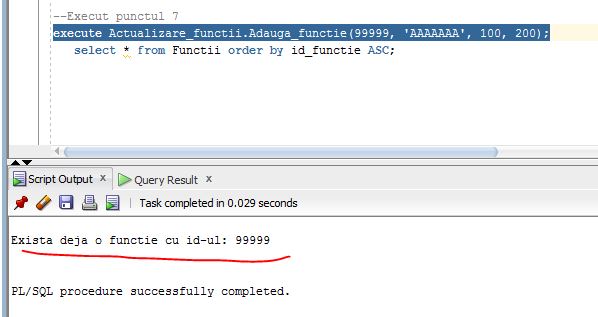 --Execut punctul 7
execute Actualizare_functii.Adauga_functie(99999, 'AAAAAAA', 100, 200);
select * from Functii order by id_functie ASC;
Script Output x Query Result x
Task completed in 0.029 seconds
Exista deja o functie cu id-ul: 99999
PL/SQL procedure successfully completed.